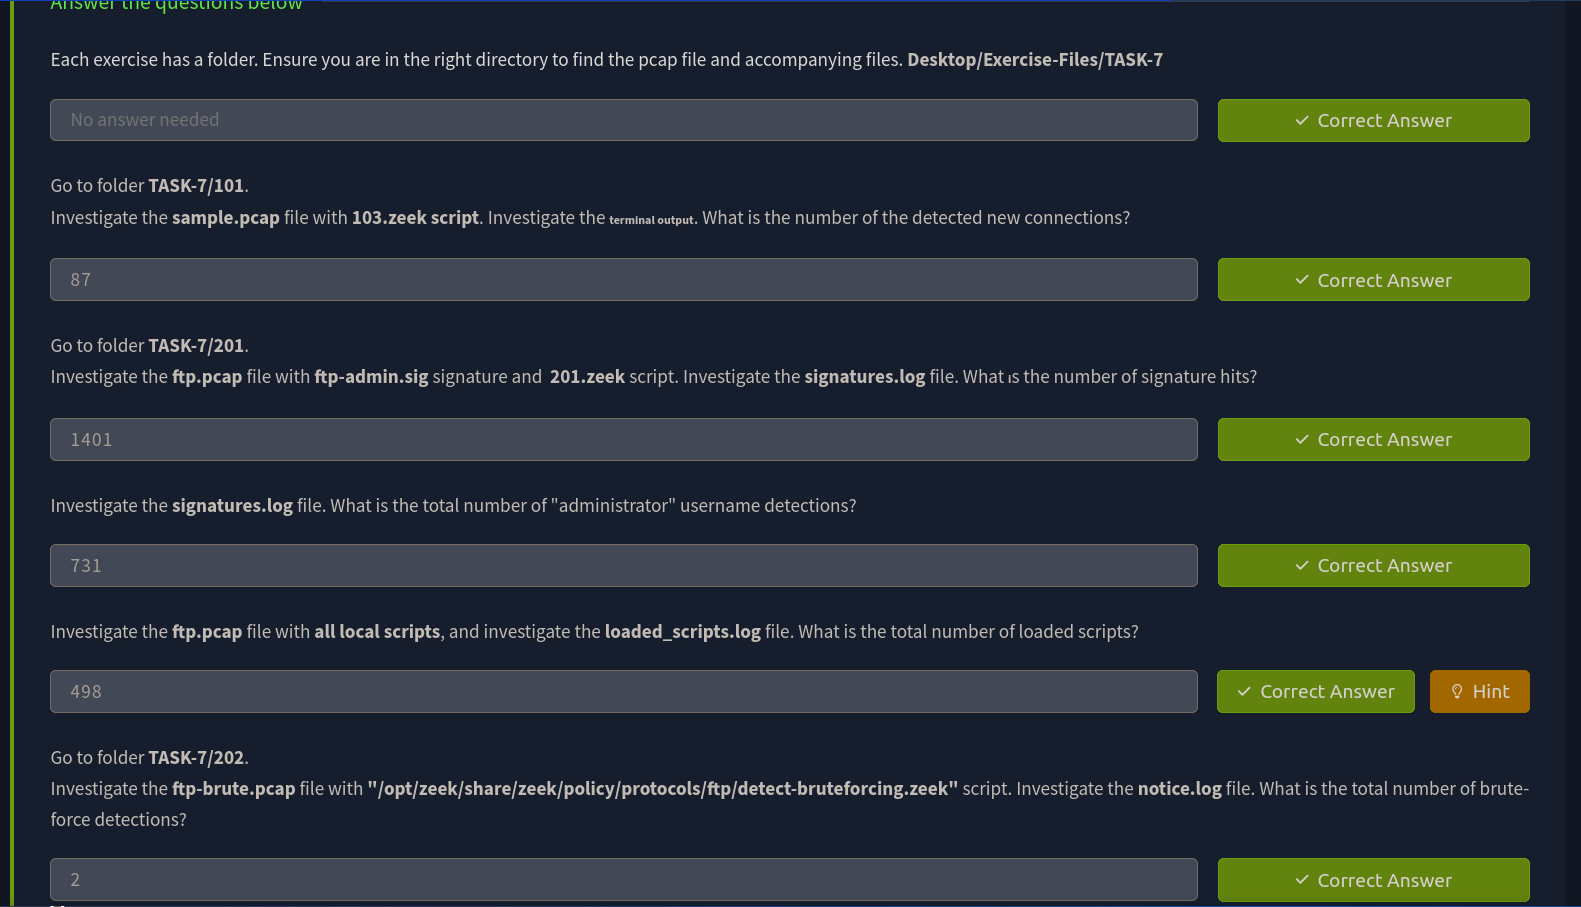 Answer the questions below
Each exercise has a folder. Ensure you are in the right directory to find the pcap file and accompanying files. Desktop/Exercise-Files/TASK-7
No answer needed
Correct Answer
Go to folder TASK-7/101.
Investigate the sample.pcap file with 103.zeek script. Investigate the terminal output. What is the number of the detected new connections?
87
Correct Answer
Go to folder TASK-7/201.
Investigate the ftp.pcap file with ftp-admin.sig signature and 201.zeek script. Investigate the signatures.log file. What is the number of signature hits?
1401
Correct Answer
Investigate the signatures.log file. What is the total number of "administrator" username detections?
731
Correct Answer
Investigate the ftp.pcap file with all local scripts, and investigate the loaded_scripts.log file. What is the total number of loaded scripts?
498
Correct Answer
Hint
Go to folder TASK-7/202.
Investigate the ftp-brute.pcap file with "/opt/zeek/share/zeek/policy/protocols/ftp/detect-bruteforcing.zeek" script. Investigate the notice.log file. What is the total number of brute-
force detections?
2
Correct Answer